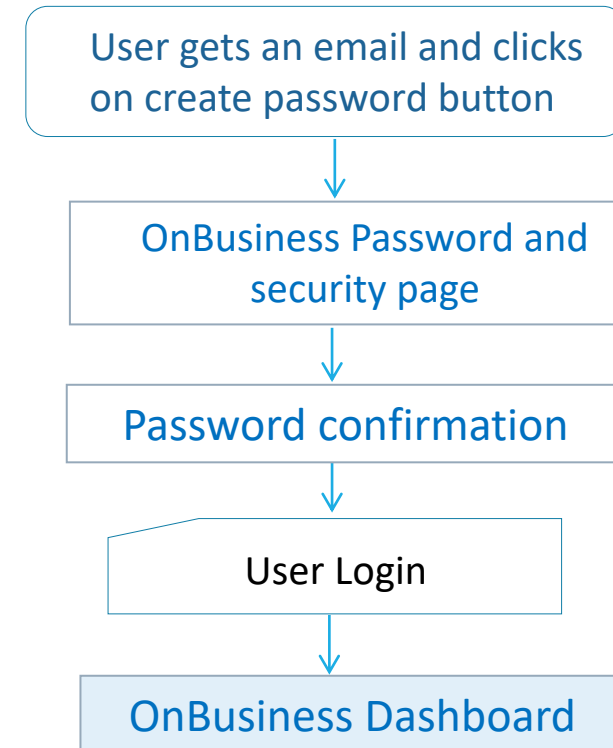 User gets an email and clicks
on create password button
OnBusiness Password and
security page
Password confirmation
User Login
OnBusiness Dashboard